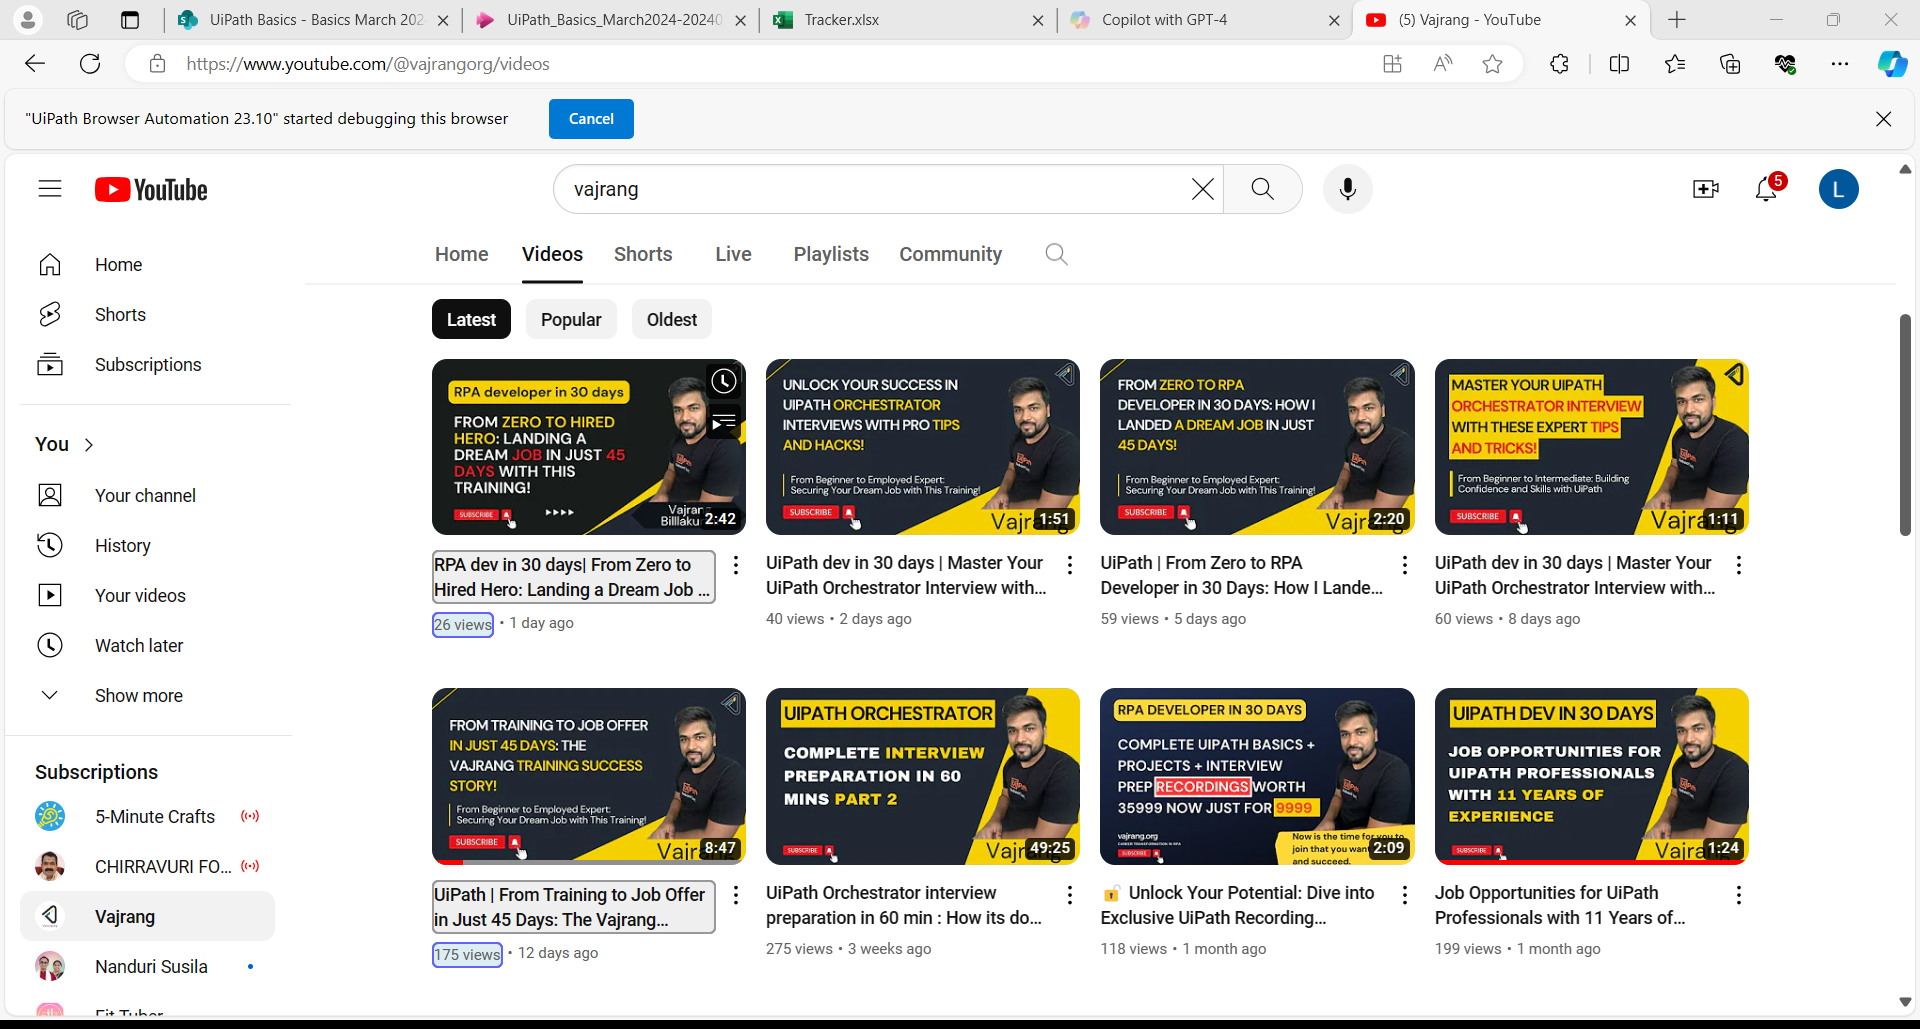 UiPath Basics - Basics March 202
UiPath_Basics_March2024-20240
Tracker.xlsx
Copilot with GPT-4
(5) Vajrang - YouTube
https://www.youtube.com/@vajrangorg/videos
"UiPath Browser Automation 23.10" started debugging this browser
Cancel
YouTube
vajrang
5
L
Home
Shorts
Subscriptions
You
Your channel
History
Your videos
Watch later
Show more
Subscriptions
5-Minute Crafts
CHIRRAVURI FO...
Vajrang
Nanduri Susila
Home Videos Shorts Live Playlists Community
Latest Popular Oldest
RPA developer in 30 days
FROM ZERO TO HIRED
HERO: LANDING A
DREAM JOB IN JUST 45
DAYS WITH THIS
TRAINING!
SUBSCRIBE
2:42
RPA dev in 30 days| From Zero to
Hired Hero: Landing a Dream Job ...
26 views • 1 day ago
UNLOCK YOUR SUCCESS IN
UIPATH ORCHESTRATOR
INTERVIEWS WITH PRO TIPS
AND HACKS!
From Beginner to Employed Expert:
Securing Your Dream Job with This Training!
SUBSCRIBE
1:51
UiPath dev in 30 days | Master Your
UiPath Orchestrator Interview with...
40 views • 2 days ago
FROM ZERO TO RPA
DEVELOPER IN 30 DAYS: HOW I
LANDED A DREAM JOB IN JUST
45 DAYS!
From Beginner to Employed Expert:
Securing Your Dream Job with This Training!
SUBSCRIBE
2:20
UiPath | From Zero to RPA
Developer in 30 Days: How I Lande...
59 views • 5 days ago
MASTER YOUR UIPATH
ORCHESTRATOR INTERVIEW
WITH THESE EXPERT TIPS
AND TRICKS!
From Beginner to Intermediate: Building
Confidence and Skills with UiPath
SUBSCRIBE
1:11
UiPath dev in 30 days | Master Your
UiPath Orchestrator Interview with...
60 views • 8 days ago
FROM TRAINING TO JOB OFFER
IN JUST 45 DAYS: THE
VAJRANG TRAINING SUCCESS
STORY!
From Beginner to Employed Expert:
Securing Your Dream Job with This Training!
SUBSCRIBE
8:47
UiPath | From Training to Job Offer
in Just 45 Days: The Vajrang...
175 views • 12 days ago
UIPATH ORCHESTRATOR
COMPLETE INTERVIEW
PREPARATION IN 60
MINS PART 2
SUBSCRIBE
49:25
UiPath Orchestrator interview
preparation in 60 min : How its do...
275 views • 3 weeks ago
RPA DEVELOPER IN 30 DAYS
COMPLETE UIPATH BASICS +
PROJECTS + INTERVIEW
PREP RECORDINGS WORTH
35999 NOW JUST FOR 9999
vajrang.org
CAREER TRANSFORMATION IN RPA
SUBSCRIBE
Now is the time for you to
join that you want
and succeed.
2:09
Unlock Your Potential: Dive into
Exclusive UiPath Recording...
118 views • 1 month ago
UIPATH DEV IN 30 DAYS
JOB OPPORTUNITIES FOR
UIPATH PROFESSIONALS
WITH 11 YEARS OF
EXPERIENCE
SUBSCRIBE
1:24
Job Opportunities for UiPath
Professionals with 11 Years of...
199 views • 1 month ago